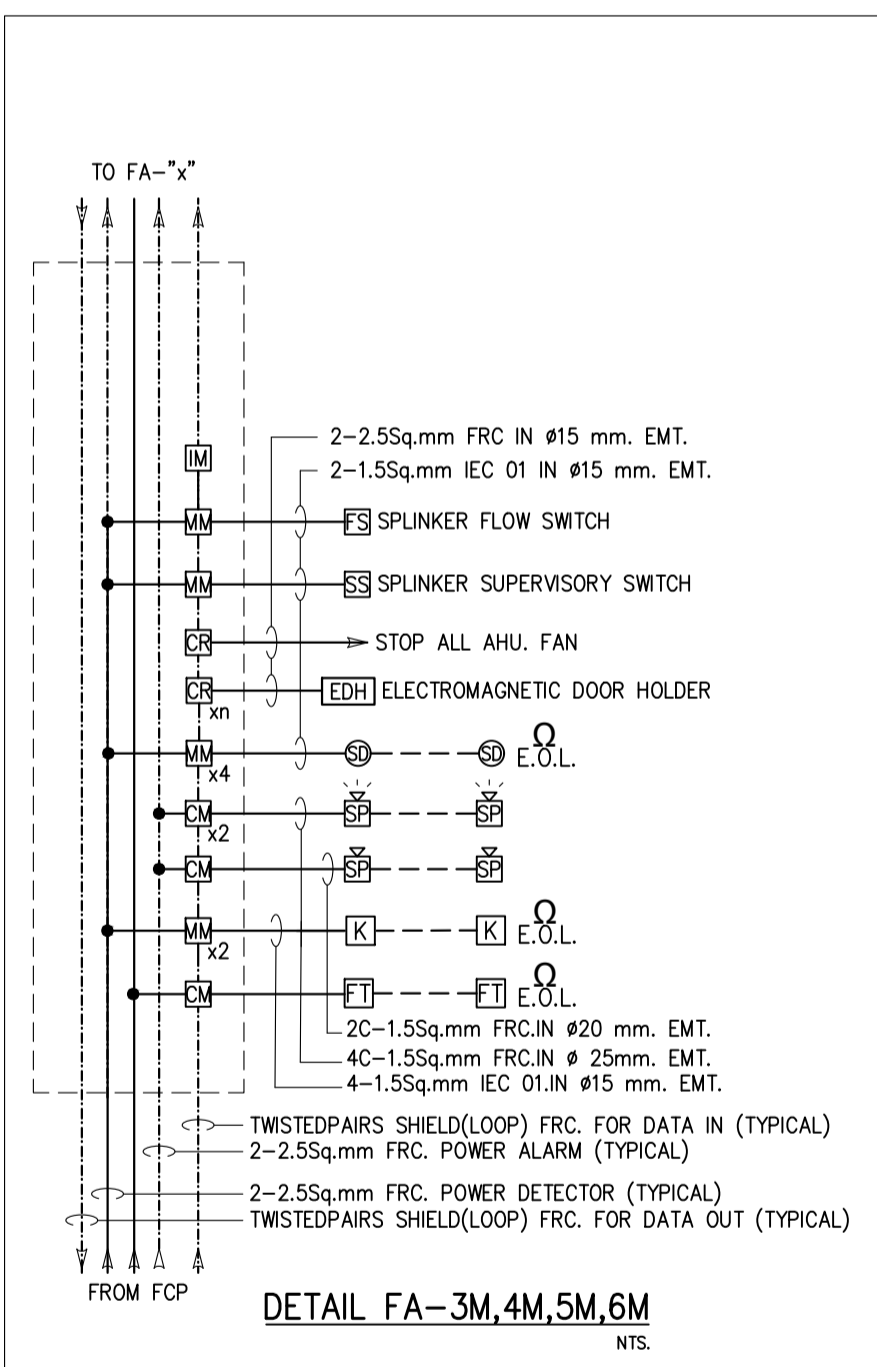 TO FA-"x"
2-2.5Sq.mm FRC IN ø15 mm. EMT.
IM
2-1.5Sq.mm IEC 01 IN ø15 mm. EMT.
MM FS SPLINKER FLOW SWITCH
MM SS SPLINKER SUPERVISORY SWITCH
CR STOP ALL AHU. FAN
CR EDH ELECTROMAGNETIC DOOR HOLDER
xn
MM SD SD Ω E.O.L.
x4
CM SP SP
x2
CM SP SP
MM K K Ω E.O.L.
x2
CM FT FT Ω E.O.L.
2C-1.5Sq.mm FRC.IN ø20 mm. EMT.
4C-1.5Sq.mm FRC.IN ø 25mm. EMT.
4-1.5Sq.mm IEC 01.IN ø15 mm. EMT.
TWISTEDPAIRS SHIELD(LOOP) FRC. FOR DATA IN (TYPICAL)
2-2.5Sq.mm FRC. POWER ALARM (TYPICAL)
2-2.5Sq.mm FRC. POWER DETECTOR (TYPICAL)
TWISTEDPAIRS SHIELD(LOOP) FRC. FOR DATA OUT (TYPICAL)
FROM FCP
DETAIL FA-3M,4M,5M,6M
NTS.